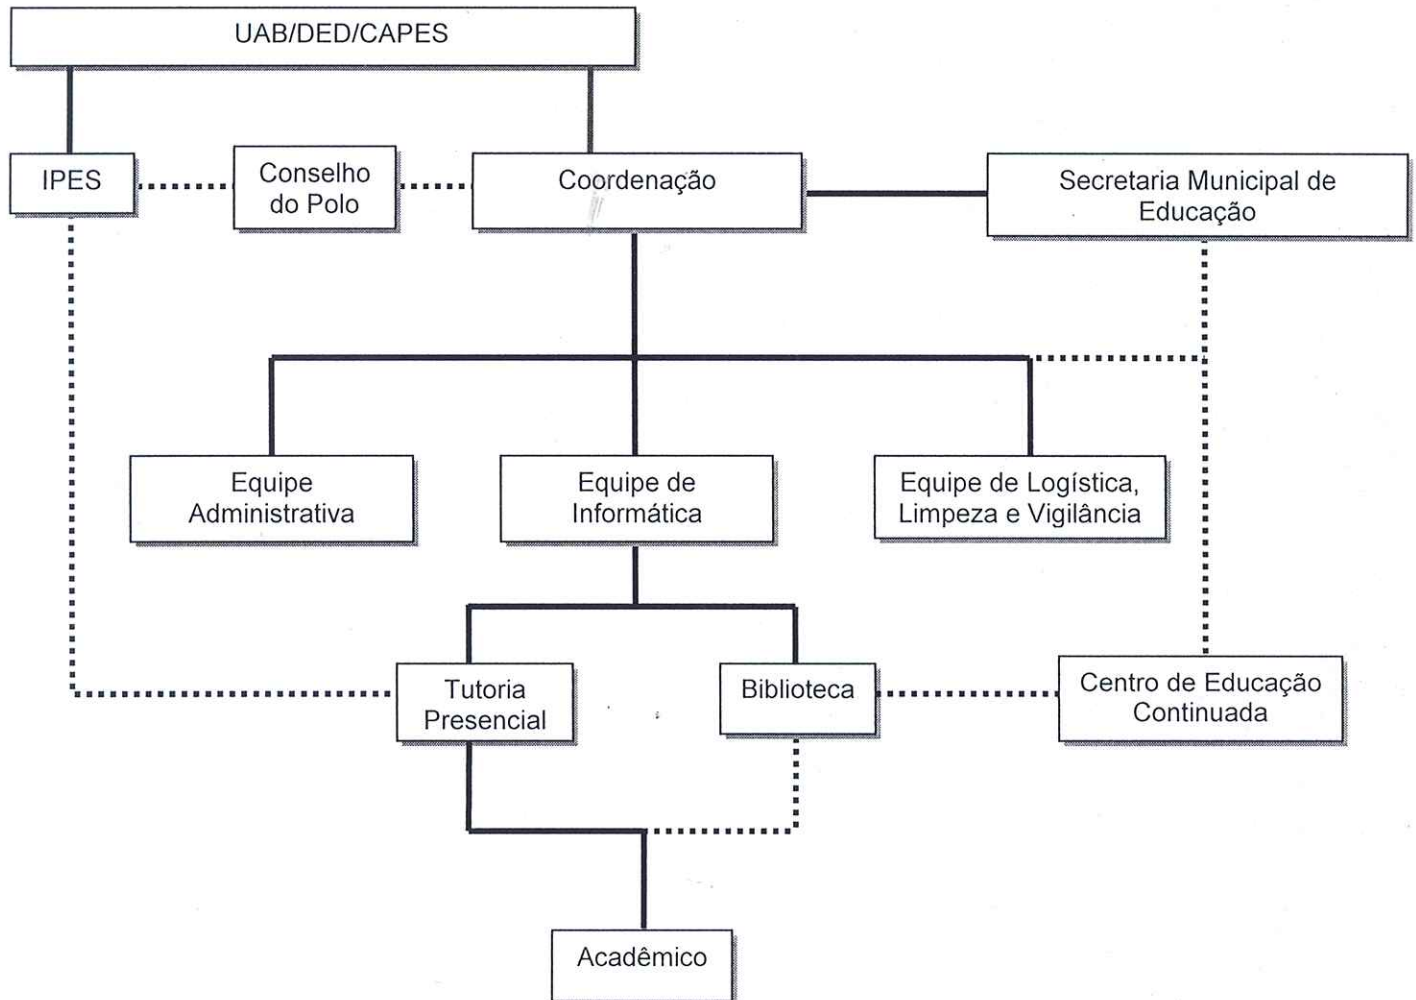 UAB/DED/CAPES
IPES
Conselho
do Polo
Coordenação
Secretaria Municipal de
Educação
Equipe
Administrativa
Equipe de
Informática
Equipe de Logística,
Limpeza e Vigilância
Tutoria
Presencial
Biblioteca
Centro de Educação
Continuada
Acadêmico